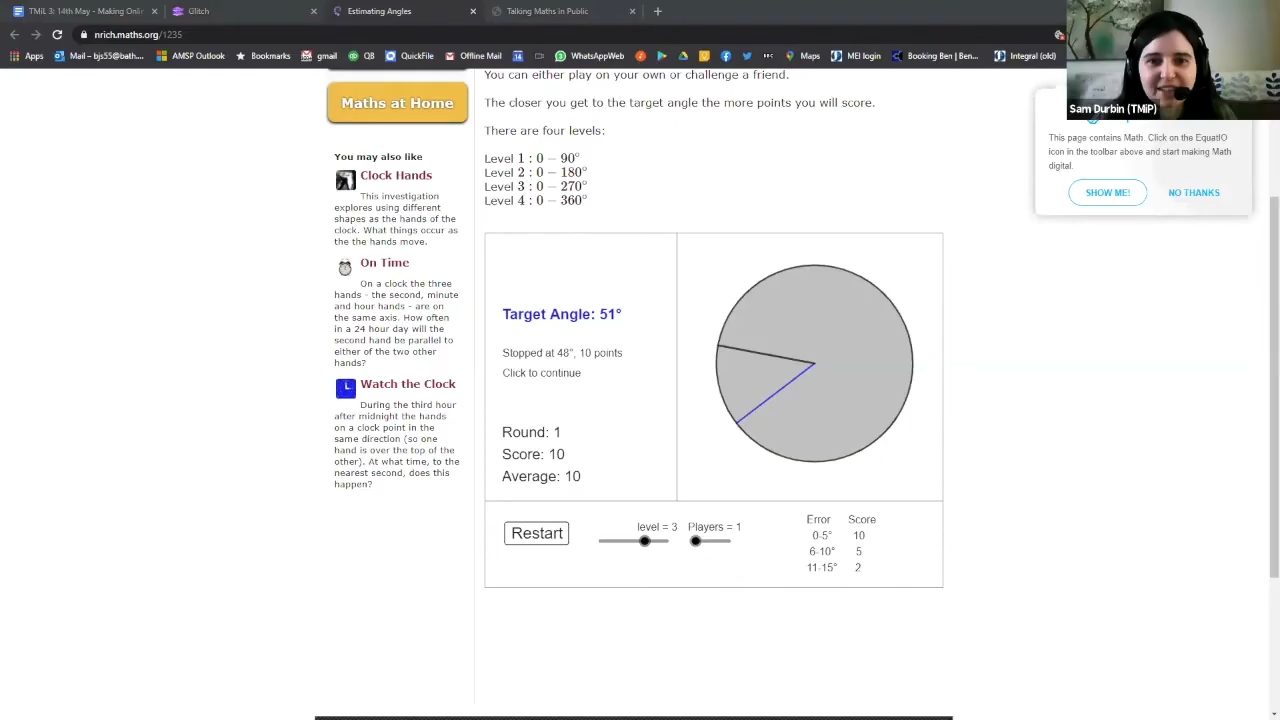 TMiL 3: 14th May - Making Onlin
Glitch
Estimating Angles
Talking Maths in Public
nrich.maths.org/1235
Apps
Mail – bjs55@bath....
AMSP Outlook
Bookmarks
gmail
QB
QuickFile
Offline Mail
WhatsAppWeb
Maps
MEI login
Booking Ben | Ben...
Integral (od)
Sam Durbin (TMiP)
You can either play on your own or challenge a friend.
Maths at Home
The closer you get to the target angle the more points you will score.
There are four levels:
Level 1 : 0 − 90°
Level 2 : 0 − 180°
Level 3 : 0 − 270°
Level 4 : 0 − 360°
This page contains Math. Click on the EquatIO
icon in the toolbar above and start making Math
digital.
SHOW ME!
NO THANKS
You may also like
Clock Hands
This investigation
explores using different
shapes as the hands of the
clock. What things occur as
the the hands move.
On Time
On a clock the three
hands - the second, minute
and hour hands - are on
the same axis. How often
in a 24 hour day will the
second hand be parallel to
either of the two other
hands?
Watch the Clock
During the third hour
after midnight the hands
on a clock point in the
same direction (so one
hand is over the top of the
other). At what time, to the
nearest second, does this
happen?
Target Angle: 51°
Stopped at 48°, 10 points
Click to continue
Round: 1
Score: 10
Average: 10
Restart
level = 3
Players = 1
Error Score
0-5° 10
6-10° 5
11-15° 2